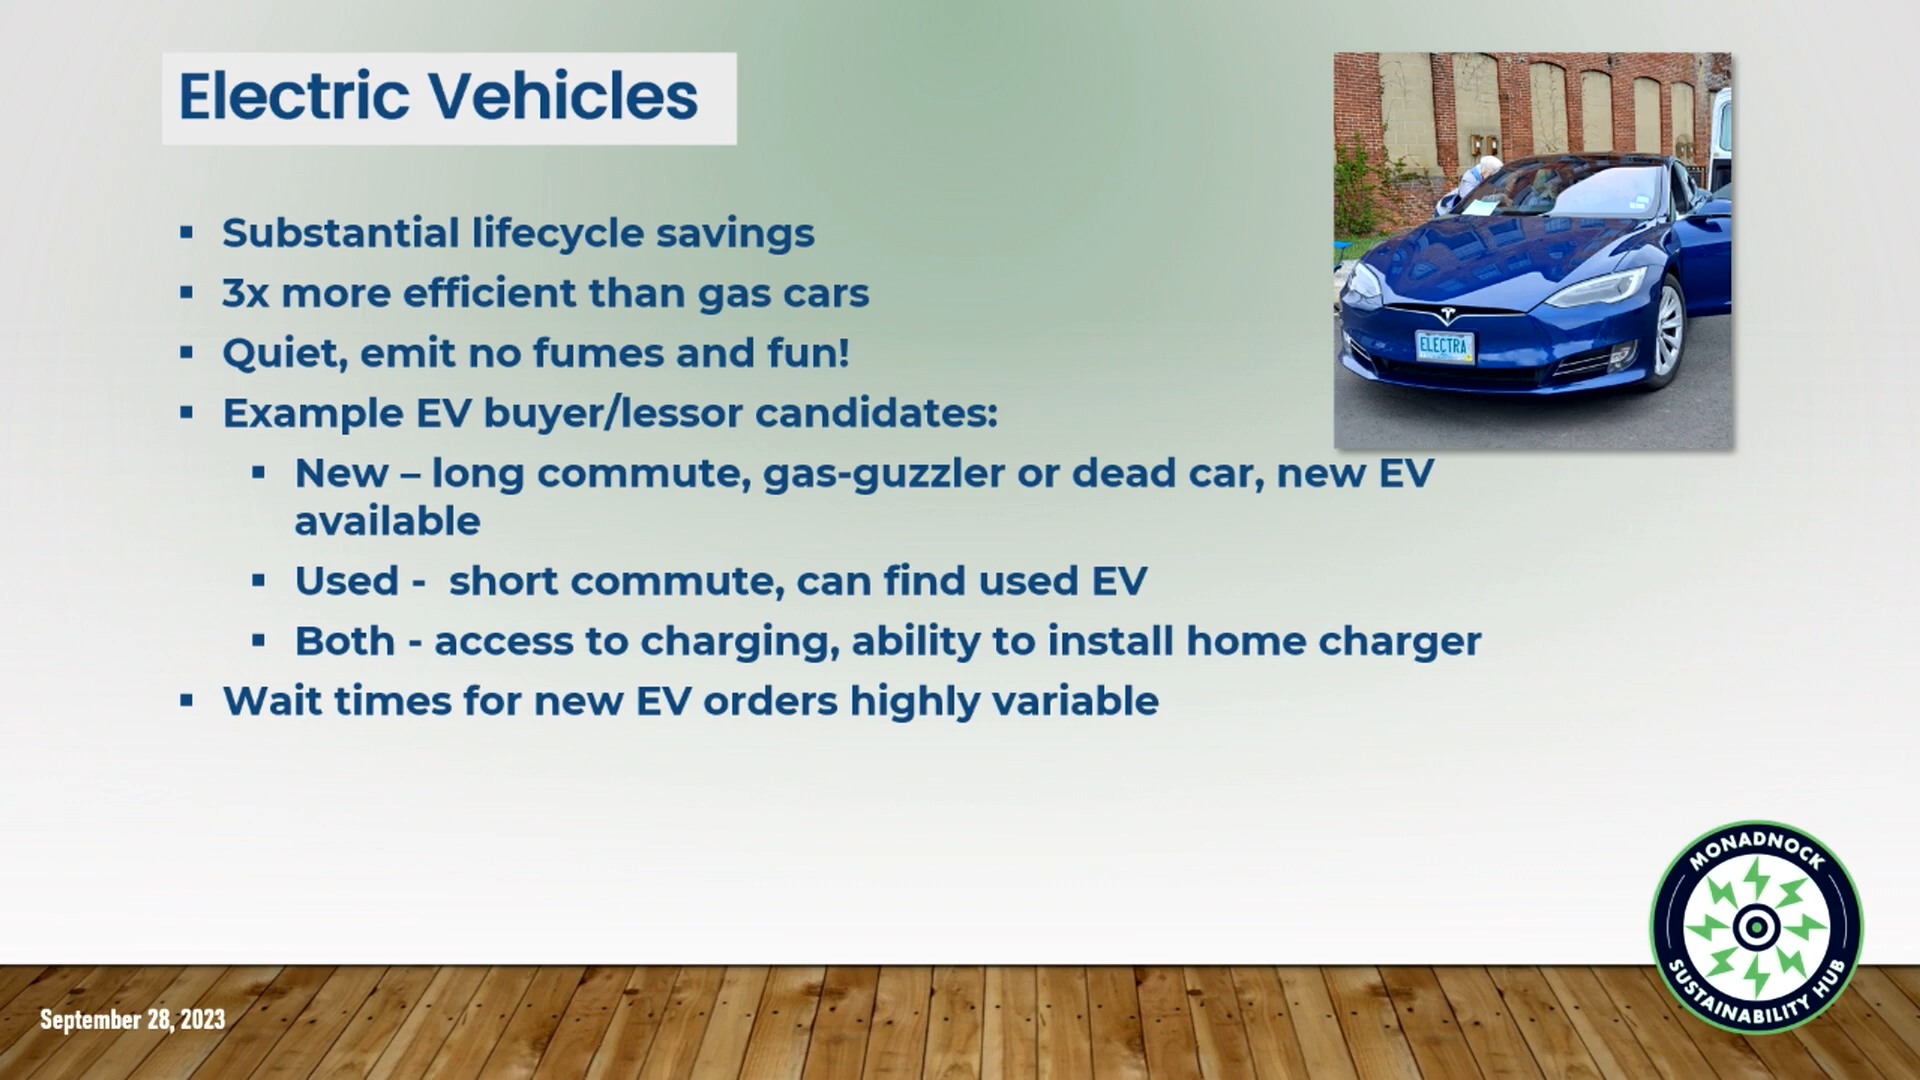 Electric Vehicles
Substantial lifecycle savings
3x more efficient than gas cars
Quiet, emit no fumes and fun!
Example EV buyer/lessor candidates:
New – long commute, gas-guzzler or dead car, new EV
available
Used -  short commute, can find used EV
Both - access to charging, ability to install home charger
Wait times for new EV orders highly variable
ELECTRA
MONADNOCK
SUSTAINABILITY HUB
September 28, 2023